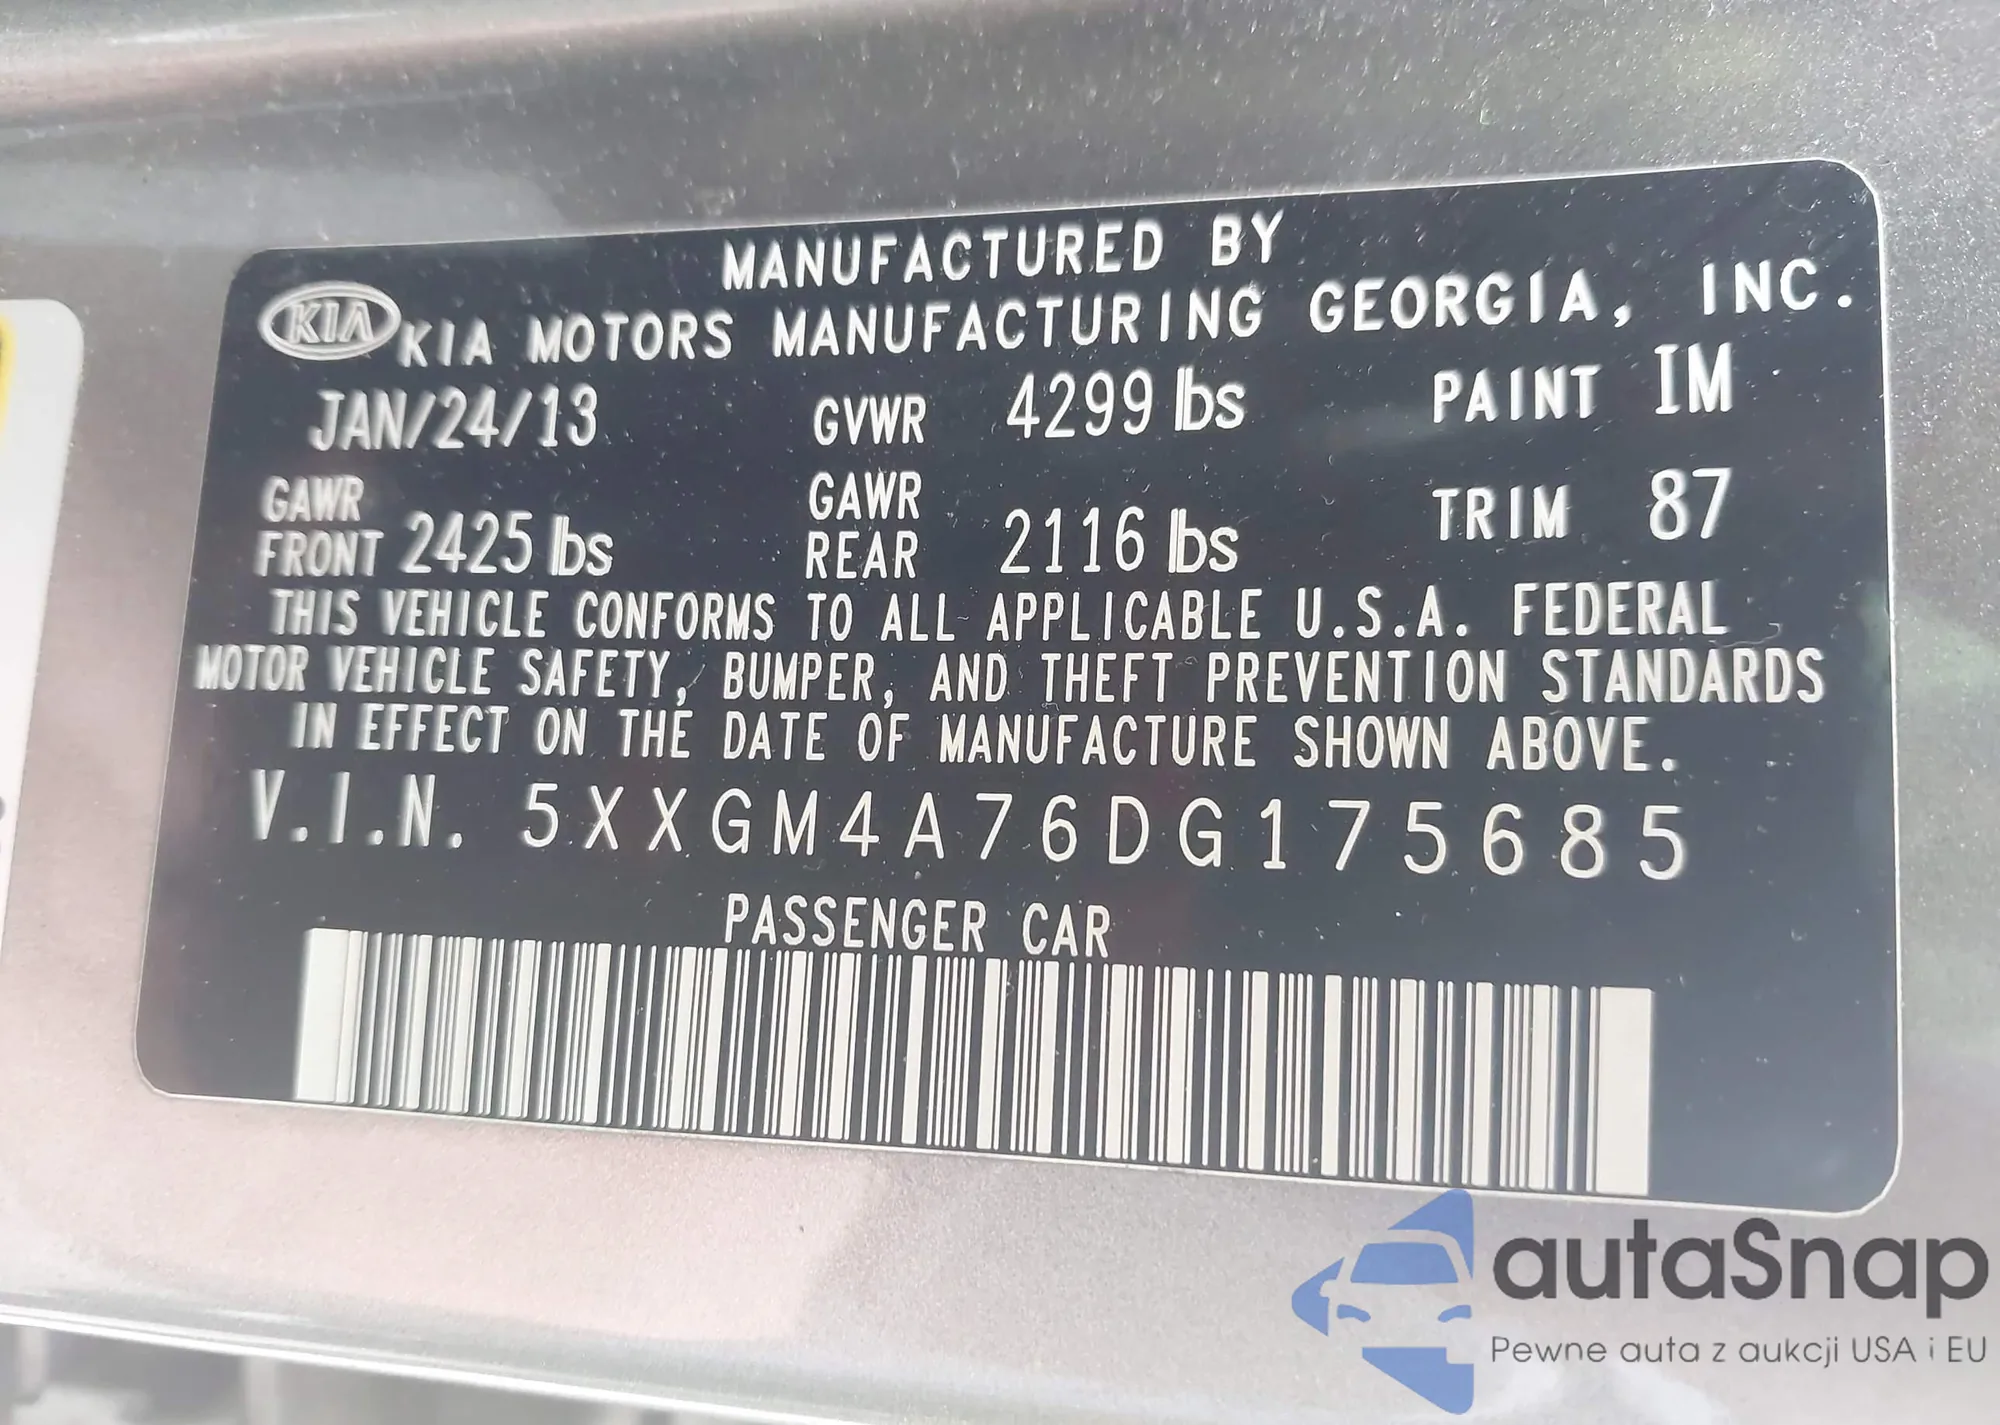 MANUFACTURED BY
KIA KIA MOTORS MANUFACTURING GEORGIA, INC.
JAN/24/13 GVWR 4299 lbs PAINT IM
GAWR FRONT 2425 lbs GAWR REAR 2116 lbs TRIM 87
THIS VEHICLE CONFORMS TO ALL APPLICABLE U.S.A. FEDERAL
MOTOR VEHICLE SAFETY, BUMPER, AND THEFT PREVENTION STANDARDS
IN EFFECT ON THE DATE OF MANUFACTURE SHOWN ABOVE.
V.I.N. 5XXGM4A76DG175685
PASSENGER CAR
autaSnap
Pewne auta z aukcji USA i EU